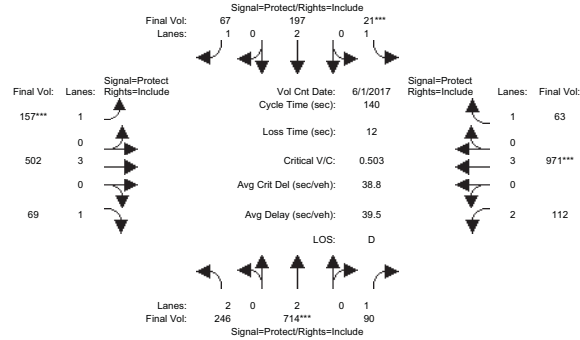 Signal=Protect/Rights=Include
Final Vol: 67 197 21***
Lanes: 1 0 2 0 1
Signal=Protect Signal=Protect
Final Vol: Lanes: Rights=Include Vol Cnt Date: 6/1/2017 Rights=Include Lanes: Final Vol:
Cycle Time (sec): 140
157*** 1 1 63
Loss Time (sec): 12
0 0
502 3 Critical V/C: 0.503 3 971***
0 Avg Crit Del (sec/veh): 38.8 0
69 1 Avg Delay (sec/veh): 39.5 2 112
LOS: D
Lanes: 2 0 2 0 1
Final Vol: 246 714*** 90
Signal=Protect/Rights=Include